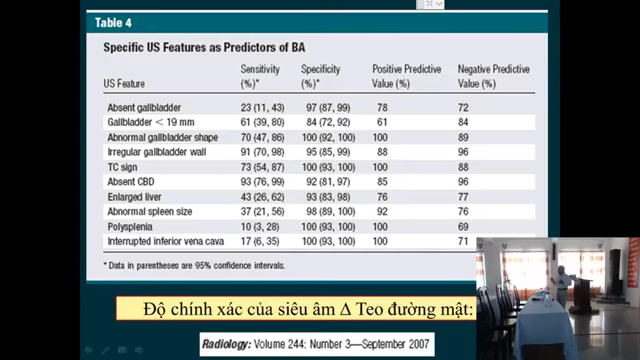 Table 4
Specific US Features as Predictors of BA
Sensitivity Specificity Positive Predictive Negative Predictive
US Feature (%)* (%)* Value (%) Value (%)
Absent gallbladder 23 (11, 43) 97 (87, 99) 78 72
Gallbladder < 19 mm 61 (39, 80) 84 (72, 92) 61 84
Abnormal gallbladder shape 70 (47, 86) 100 (92, 100) 100 89
Irregular gallbladder wall 91 (70, 98) 95 (85, 99) 88 96
TC sign 73 (54, 87) 100 (93, 100) 100 88
Absent CBD 93 (76, 99) 92 (81, 97) 85 96
Enlarged liver 43 (26, 62) 93 (83, 98) 76 77
Abnormal spleen size 37 (21, 56) 98 (89, 100) 92 76
Polysplenia 10 (3, 28) 100 (93, 100) 100 69
Interrupted inferior vena cava 17 (6, 35) 100 (93, 100) 100 71
* Data in parentheses are 95% confidence intervals.
Độ chính xác của siêu âm Δ Teo đường mật:
Radiology: Volume 244: Number 3—September 2007